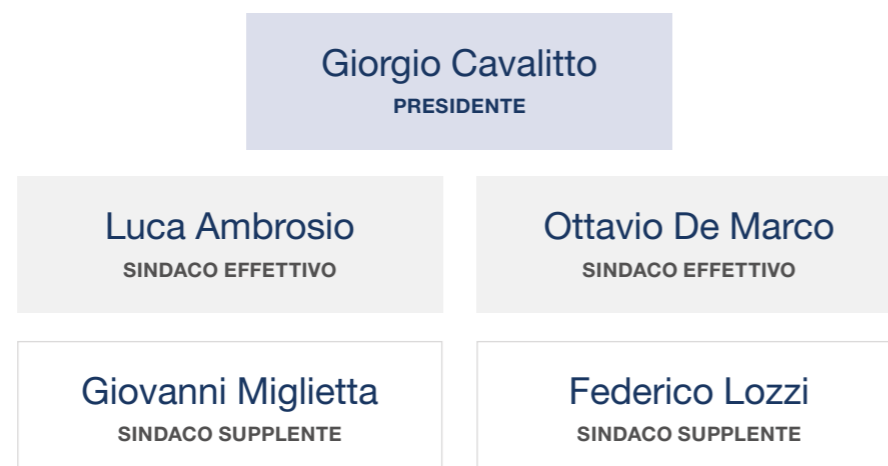 Giorgio Cavalitto
PRESIDENTE
Luca Ambrosio
SINDACO EFFETTIVO
Ottavio De Marco
SINDACO EFFETTIVO
Giovanni Miglietta
SINDACO SUPPLENTE
Federico Lozzi
SINDACO SUPPLENTE